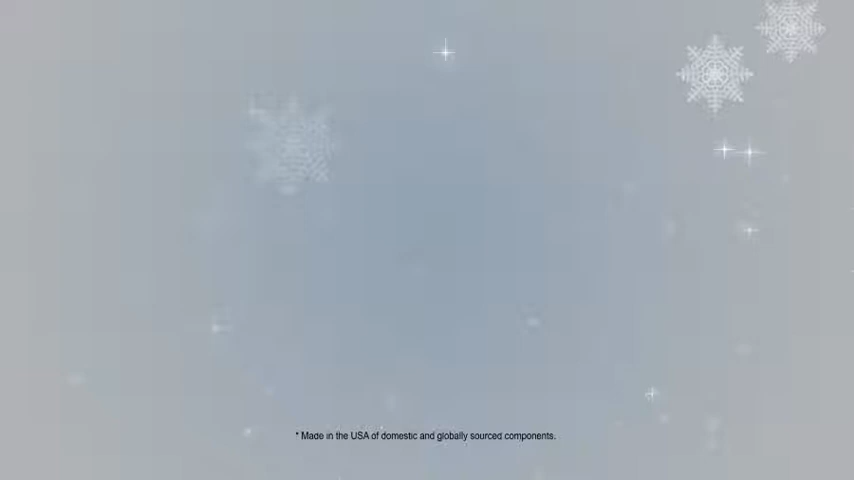 * Made in the USA of domestic and globally sourced components.